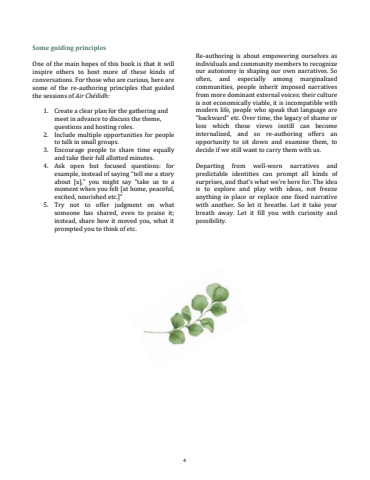 Some guiding principles
One of the main hopes of this book is that it will
inspire others to host more of these kinds of
conversations. For those who are curious, here are
some of the re-authoring principles that guided
the sessions of Air Chéilidh:
1. Create a clear plan for the gathering and
meet in advance to discuss the theme,
questions and hosting roles.
2. Include multiple opportunities for people
to talk in small groups.
3. Encourage people to share time equally
and take their full allotted minutes.
4. Ask open but focused questions: for
example, instead of saying "tell me a story
about [x]," you might say "take us to a
moment when you felt [at home, peaceful,
excited, nourished etc.]"
5. Try not to offer judgment on what
someone has shared, even to praise it;
instead, share how it moved you, what it
prompted you to think of etc.
Re-authoring is about empowering ourselves as
individuals and community members to recognize
our autonomy in shaping our own narratives. So
often, and especially among marginalized
communities, people inherit imposed narratives
from more dominant external voices: their culture
is not economically viable, it is incompatible with
modern life, people who speak that language are
"backward" etc. Over time, the legacy of shame or
loss which those views instill can become
internalized, and so re-authoring offers an
opportunity to sit down and examine them, to
decide if we still want to carry them with us.
Departing from well-worn narratives and
predictable identities can prompt all kinds of
surprises, and that's what we're here for. The idea
is to explore and play with ideas, not freeze
anything in place or replace one fixed narrative
with another. So let it breathe. Let it take your
breath away. Let it fill you with curiosity and
possibility.
4